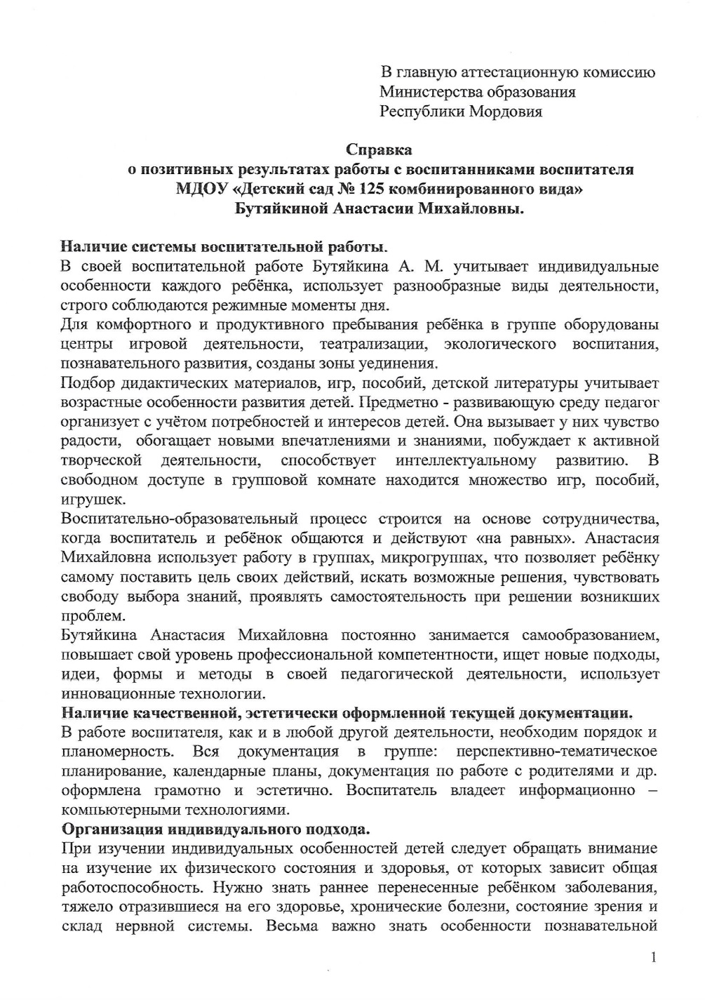 В главную аттестационную комиссию
Министерства образования
Республики Мордовия
Справка
о позитивных результатах работы с воспитанниками воспитателя
МДОУ «Детский сад № 125 комбинированного вида»
Бутяйкиной Анастасии Михайловны.
Наличие системы воспитательной работы.
В своей воспитательной работе Бутяйкина А. М. учитывает индивидуальные
особенности каждого ребёнка, использует разнообразные виды деятельности,
строго соблюдаются режимные моменты дня.
Для комфортного и продуктивного пребывания ребёнка в группе оборудованы
центры игровой деятельности, театрализации, экологического воспитания,
познавательного развития, созданы зоны уединения.
Подбор дидактических материалов, игр, пособий, детской литературы учитывает
возрастные особенности развития детей. Предметно - развивающую среду педагог
организует с учётом потребностей и интересов детей. Она вызывает у них чувство
радости, обогащает новыми впечатлениями и знаниями, побуждает к активной
творческой деятельности, способствует интеллектуальному развитию. В
свободном доступе в групповой комнате находится множество игр, пособий,
игрушек.
Воспитательно-образовательный процесс строится на основе сотрудничества,
когда воспитатель и ребёнок общаются и действуют «на равных». Анастасия
Михайловна использует работу в группах, микрогруппах, что позволяет ребёнку
самому поставить цель своих действий, искать возможные решения, чувствовать
свободу выбора знаний, проявлять самостоятельность при решении возникших
проблем.
Бутяйкина Анастасия Михайловна постоянно занимается самообразованием,
повышает свой уровень профессиональной компетентности, ищет новые подходы,
идеи, формы и методы в своей педагогической деятельности, использует
инновационные технологии.
Наличие качественной, эстетически оформленной текущей документации.
В работе воспитателя, как и в любой другой деятельности, необходим порядок и
планомерность. Вся документация в группе: перспективно-тематическое
планирование, календарные планы, документация по работе с родителями и др.
оформлена грамотно и эстетично. Воспитатель владеет информационно –
компьютерными технологиями.
Организация индивидуального подхода.
При изучении индивидуальных особенностей детей следует обращать внимание
на изучение их физического состояния и здоровья, от которых зависит общая
работоспособность. Нужно знать раннее перенесенные ребёнком заболевания,
тяжело отразившиеся на его здоровье, хронические болезни, состояние зрения и
склад нервной системы. Весьма важно знать особенности познавательной
1